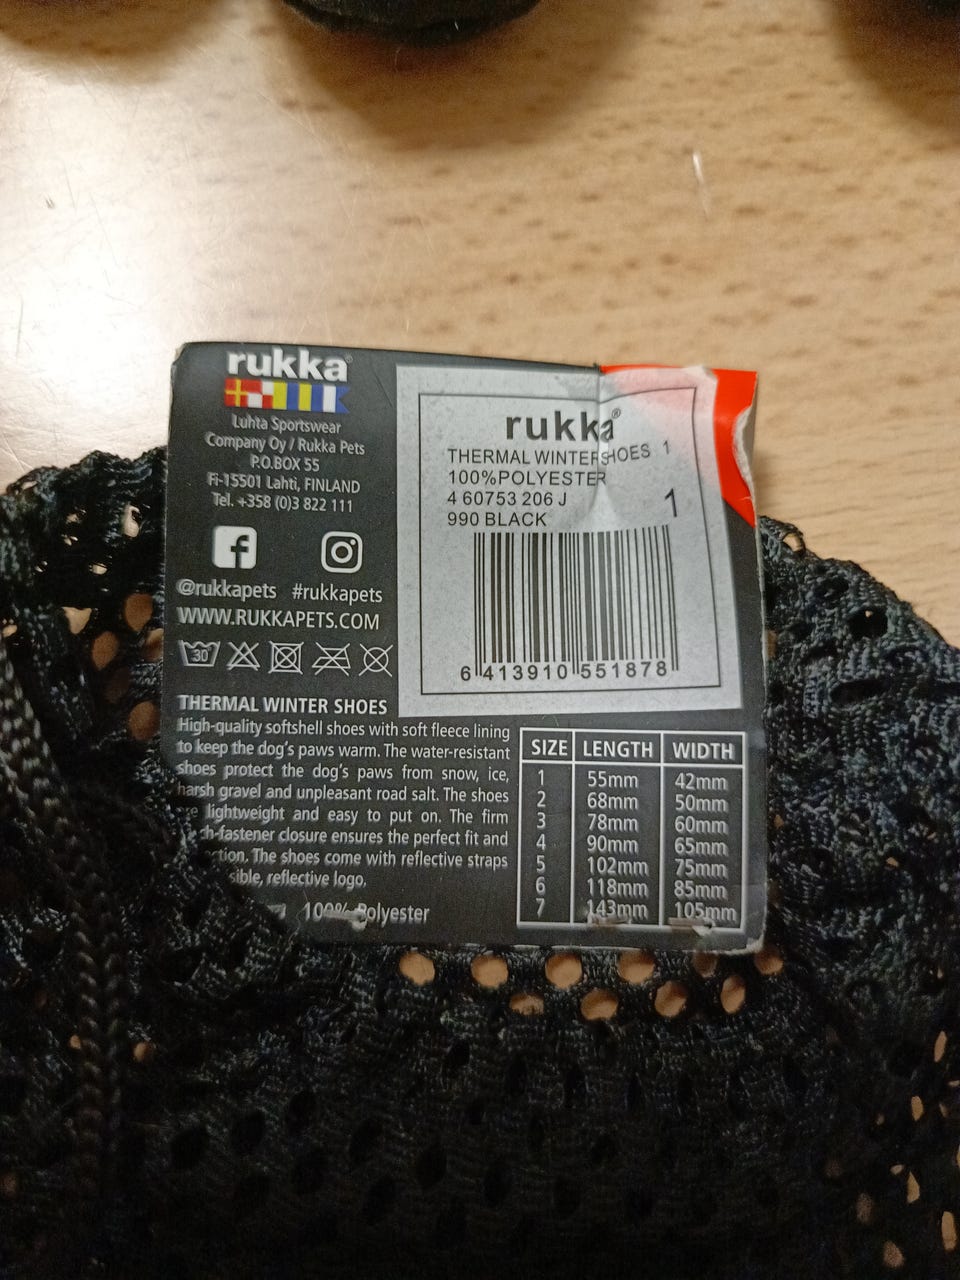 rukka®
Luhta Sportswear
Company Oy / Rukka Pets
P.O.BOX 55
Fi-15501 Lahti, FINLAND
Tel. +358 (0)3 822 111
@rukkapets #rukkapets
WWW.RUKKAPETS.COM
30
THERMAL WINTER SHOES
High-quality softshell shoes with soft fleece lining
to keep the dog's paws warm. The water-resistant
shoes protect the dog's paws from snow, ice,
harsh gravel and unpleasant road salt. The shoes
lightweight and easy to put on. The firm
closure ensures the perfect fit and
The shoes come with reflective straps
reflective logo.
100% Polyester
rukka®
THERMAL WINTERSHOES 1
100%POLYESTER
4 60753 206 J 1
990 BLACK
6 413910 551878
SIZE LENGTH WIDTH
1 55mm 42mm
2 68mm 50mm
3 78mm 60mm
4 90mm 65mm
5 102mm 75mm
6 118mm 85mm
7 143mm 105mm